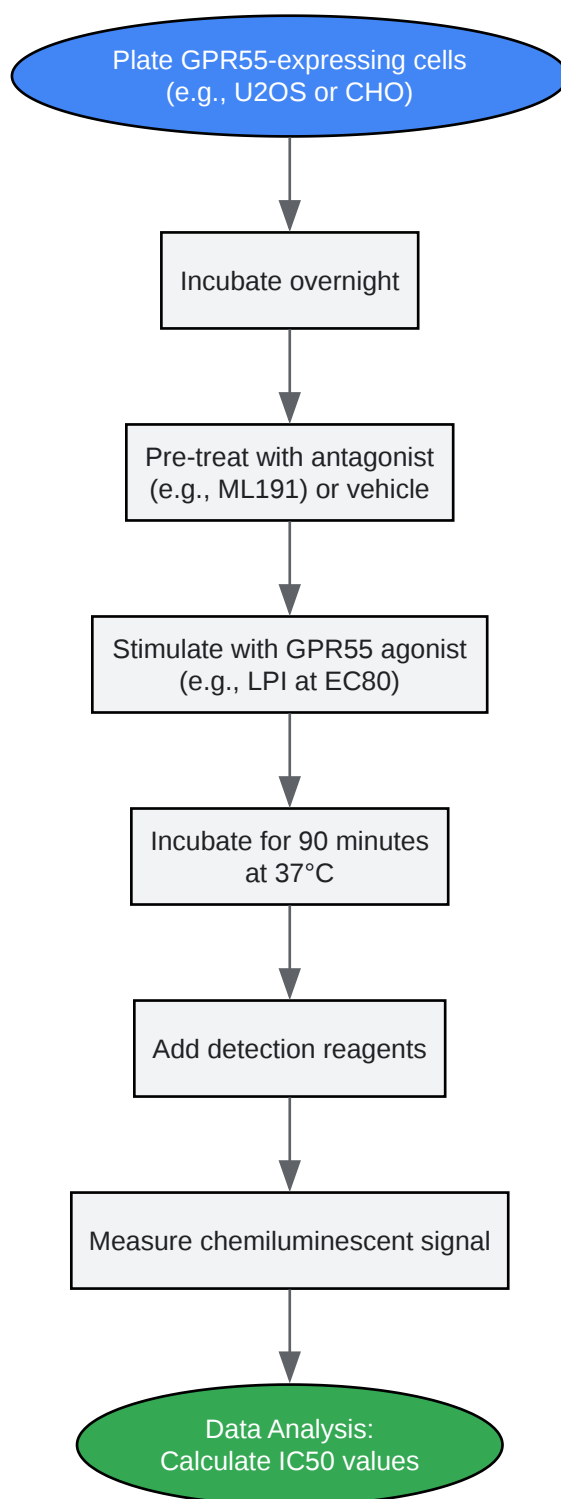 Plate GPR55-expressing cells
(e.g., U2OS or CHO)
Incubate overnight
Pre-treat with antagonist
(e.g., ML191) or vehicle
Stimulate with GPR55 agonist
(e.g., LPI at EC80)
Incubate for 90 minutes
at 37°C
Add detection reagents
Measure chemiluminescent signal
Data Analysis:
Calculate IC50 values